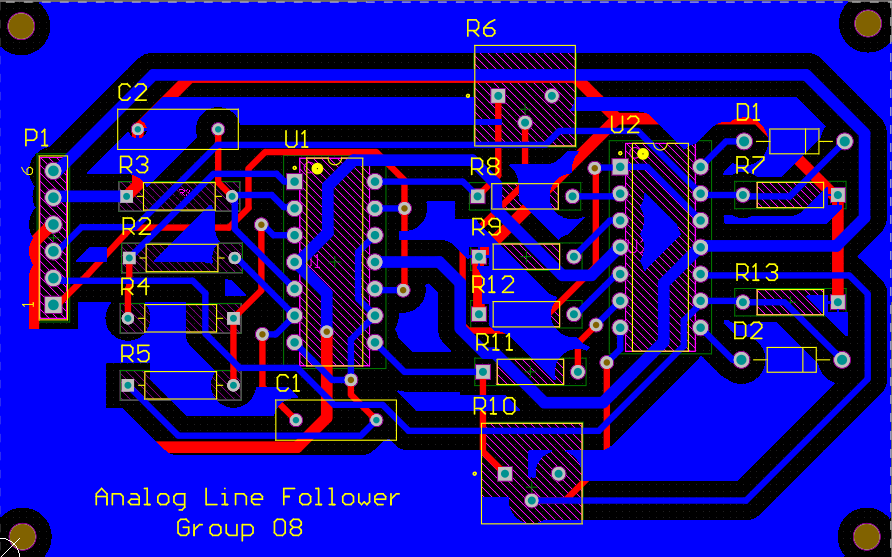 R6
C2
D1
P1
U1
U2
6
R3
R8
R7
R2
R9
R4
R12
R13
1
R5
R11
D2
C1
R10
Analog Line Follower
Group 08